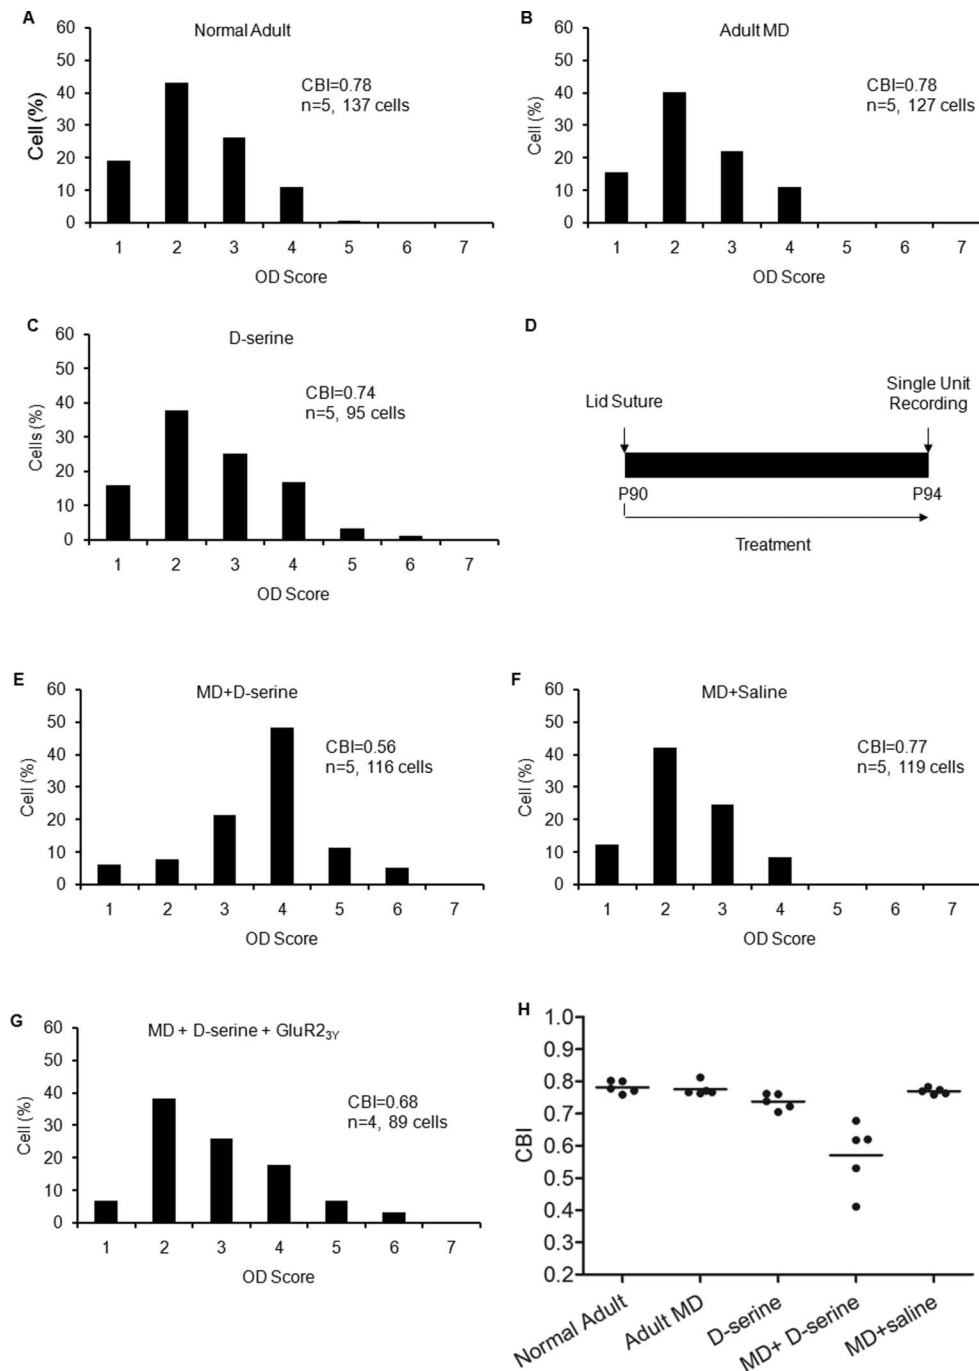 A
Normal Adult
CBI=0.78
n=5, 137 cells
Cell (%)
60
50
40
30
20
10
0
1 2 3 4 5 6 7
OD Score
B
Adult MD
CBI=0.78
n=5, 127 cells
Cell (%)
60
50
40
30
20
10
0
1 2 3 4 5 6 7
OD Score
C
D-serine
CBI=0.74
n=5, 95 cells
Cells (%)
60
50
40
30
20
10
0
1 2 3 4 5 6 7
OD Score
D
Lid Suture
Single Unit
Recording
P90 P94
Treatment
E
MD+D-serine
CBI=0.56
n=5, 116 cells
Cell (%)
60
50
40
30
20
10
0
1 2 3 4 5 6 7
OD Score
F
MD+Saline
CBI=0.77
n=5, 119 cells
Cell (%)
60
50
40
30
20
10
0
1 2 3 4 5 6 7
OD Score
G
MD + D-serine + GluR2₃Y
CBI=0.68
n=4, 89 cells
Cell (%)
60
50
40
30
20
10
0
1 2 3 4 5 6 7
OD Score
H
CBI
1.0
0.9
0.8
0.7
0.6
0.5
0.4
0.3
0.2
Normal Adult
Adult MD
D-serine
MD+ D-serine
MD+saline